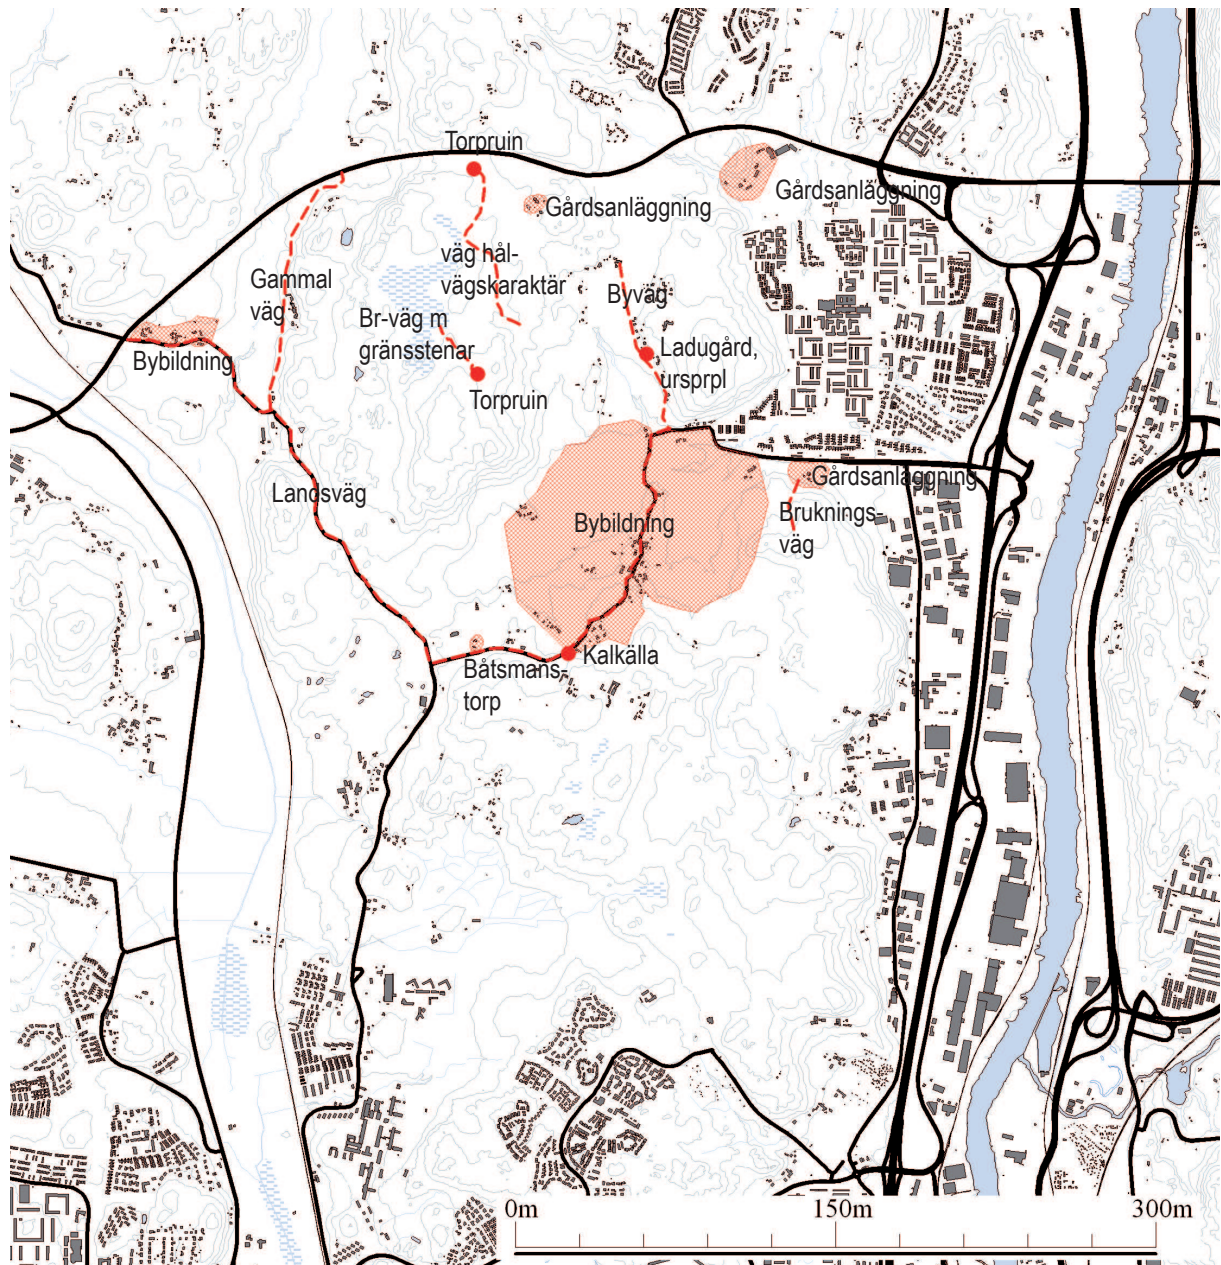 Torpruin
Gårdsanläggning
Gårdsanläggning
väg hål-
vägskaraktär
Gammal
väg
Byväg
Br-väg m
gränsstenar
Bybildning
Ladugård,
ursprpl
Torpruin
Landsväg
Gårdsanläggning
Bybildning
Bruknings-
väg
Kalkälla
Båtsmans-
torp
0m 150m 300m